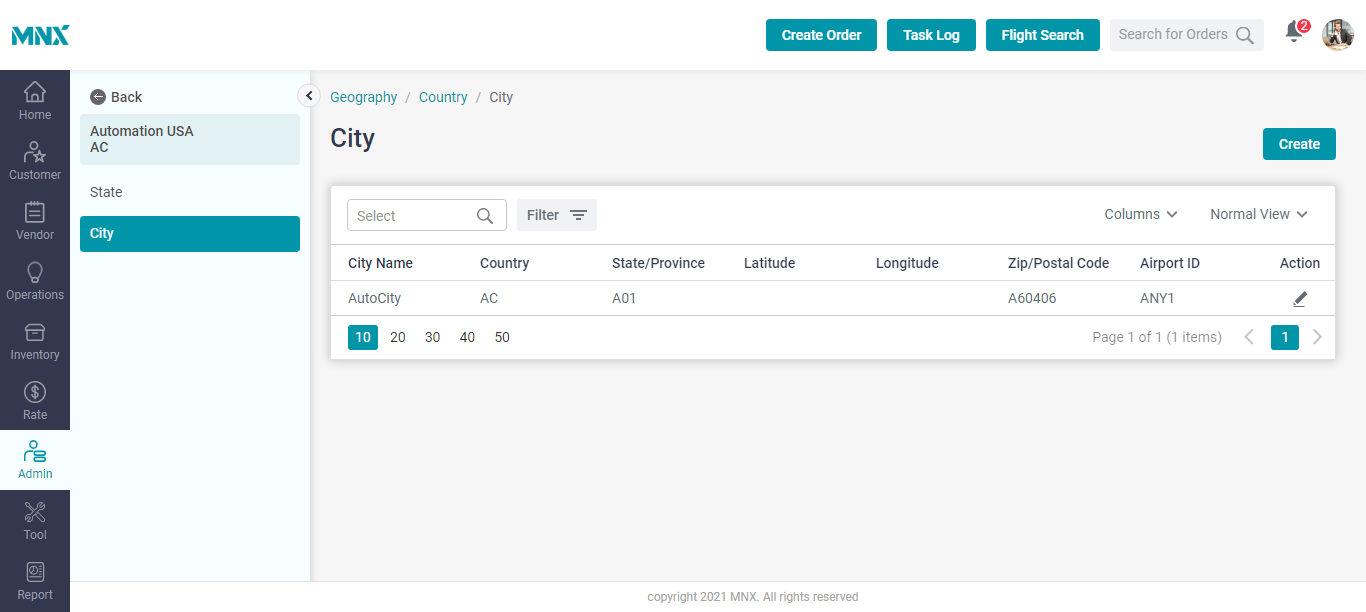 MNX
Create Order Task Log Flight Search Search for Orders 2
Home
Customer
Vendor
Operations
Inventory
Rate
Admin
Tool
Report
Back
Automation USA
AC
State
City
Geography / Country / City
City
Create
Select Filter Columns Normal View
City Name Country State/Province Latitude Longitude Zip/Postal Code Airport ID Action
AutoCity AC A01 A60406 ANY1
10 20 30 40 50 Page 1 of 1 (1 items) 1
copyright 2021 MNX. All rights reserved